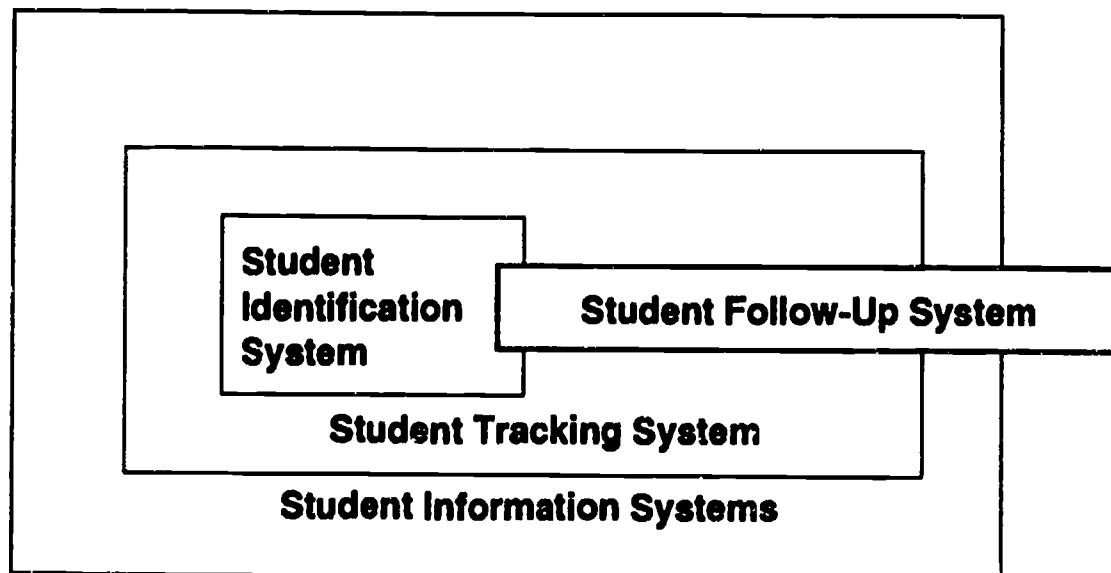 Student
Identification
System
Student Follow-Up System
Student Tracking System
Student Information Systems